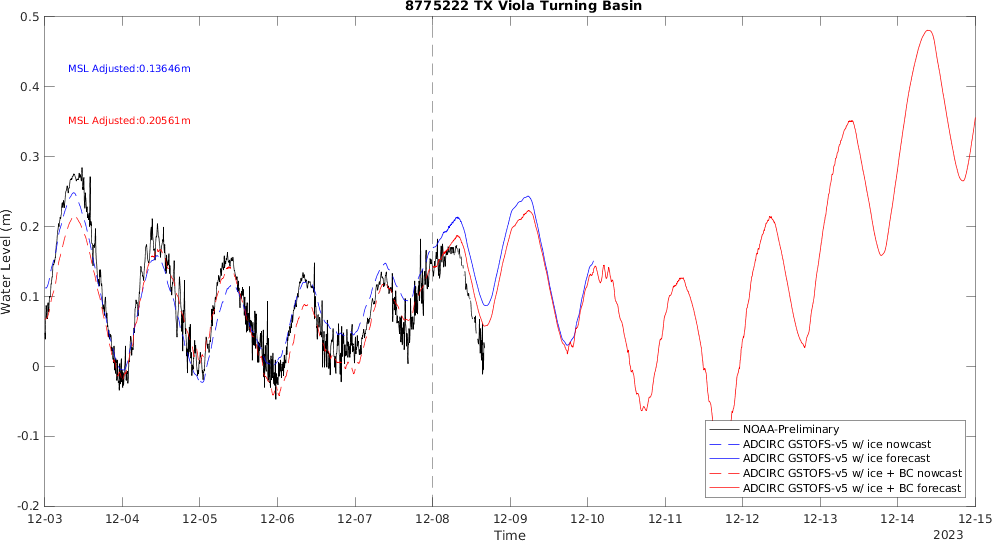 8775222 TX Viola Turning Basin
0.5
MSL Adjusted:0.13646m
0.4
MSL Adjusted:0.20561m
0.3
0.2
0.1
0
-0.1
-0.2
Water Level (m)
NOAA-Preliminary
ADCIRC GSTOFS-v5 w/ ice nowcast
ADCIRC GSTOFS-v5 w/ ice forecast
ADCIRC GSTOFS-v5 w/ ice + BC nowcast
ADCIRC GSTOFS-v5 w/ ice + BC forecast
12-03 12-04 12-05 12-06 12-07 12-08 12-09 12-10 12-11 12-12 12-13 12-14 12-15
Time
2023